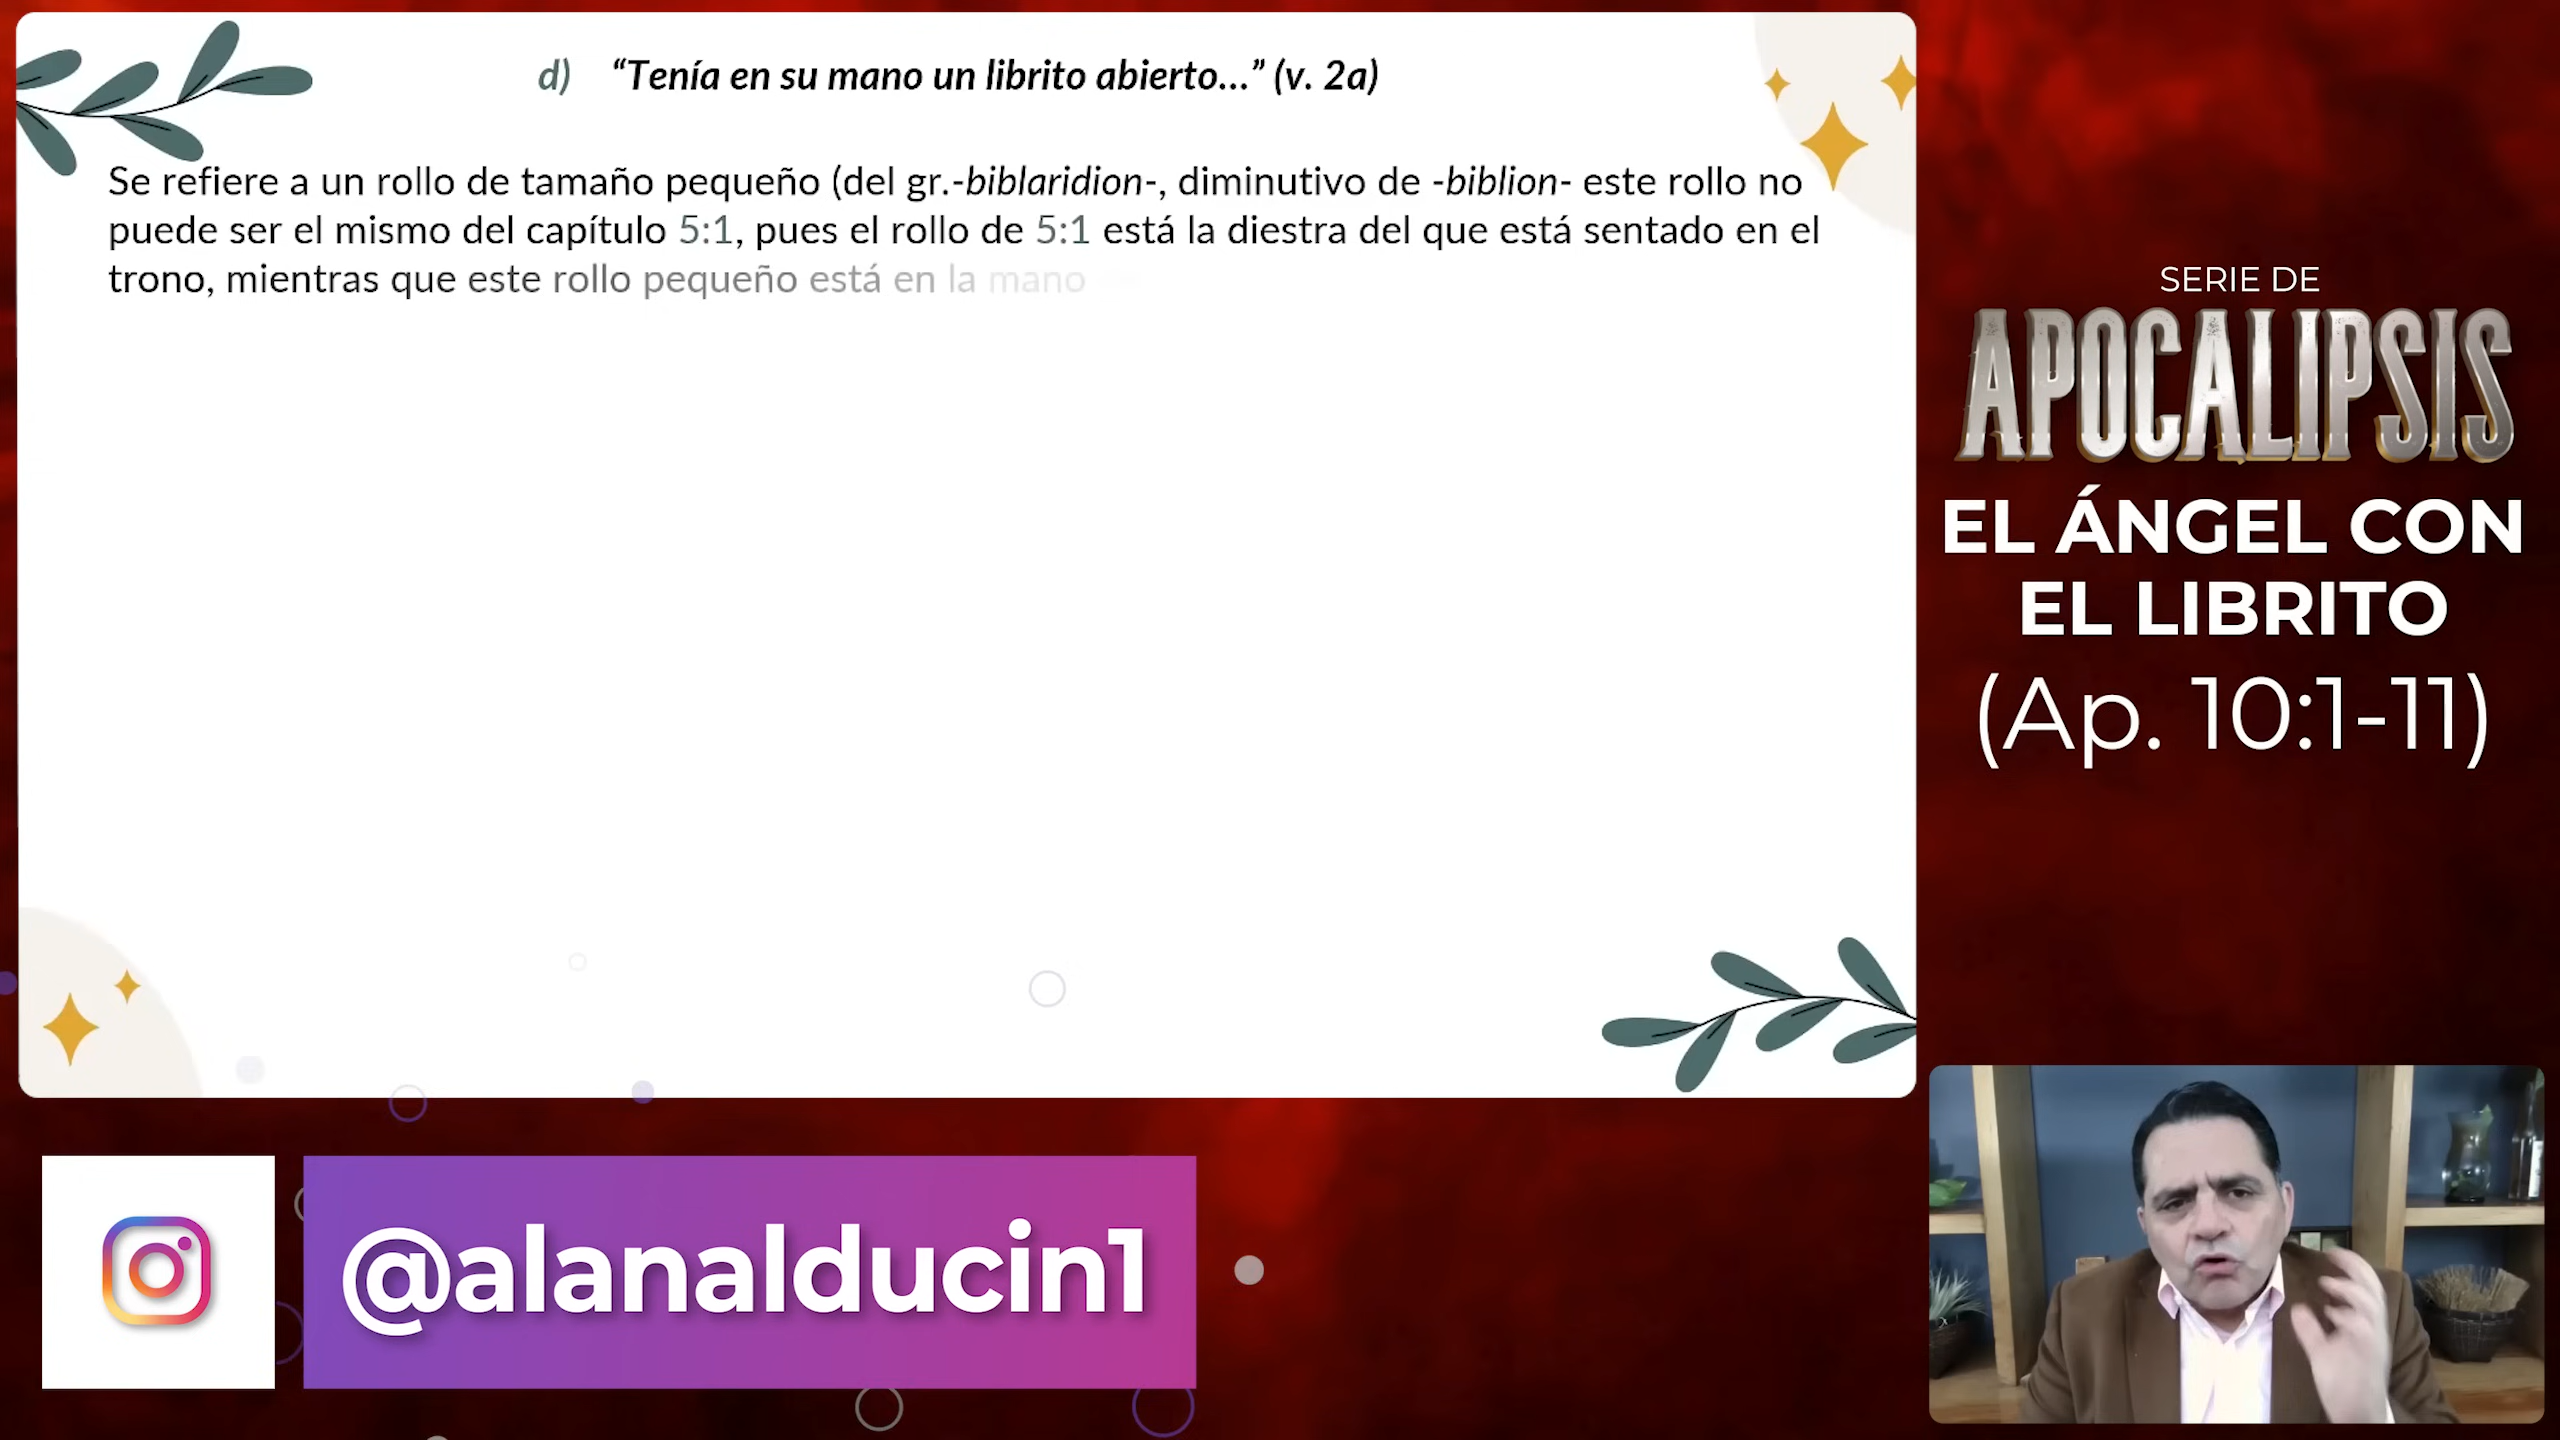 d) “Tenía en su mano un librito abierto...” (v. 2a)
Se refiere a un rollo de tamaño pequeño (del gr.-biblaridion-, diminutivo de -biblion- este rollo no
puede ser el mismo del capítulo 5:1, pues el rollo de 5:1 está la diestra del que está sentado en el
trono, mientras que este rollo pequeño está en la mano
SERIE DE
APOCALIPSIS
EL ÁNGEL CON
EL LIBRITO
(Ap. 10:1-11)
@alanalducin1